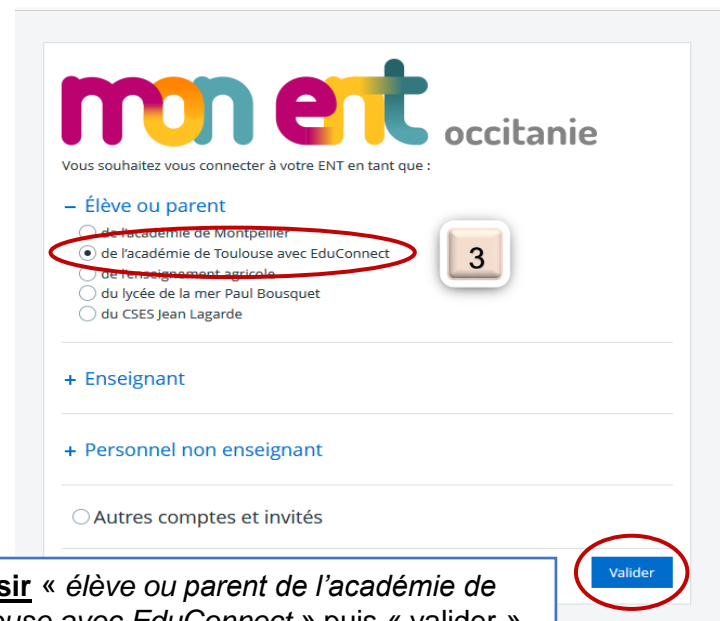 mon ent occitanie
Vous souhaitez vous connecter à votre ENT en tant que :
– Élève ou parent
de l'académie de Montpellier
de l'académie de Toulouse avec EduConnect
3
de l'enseignement agricole
du lycée de la mer Paul Bousquet
du CSES Jean Lagarde
+ Enseignant
+ Personnel non enseignant
Autres comptes et invités
Valider
sir « élève ou parent de l'académie de
use avec EduConnect » puis « valider »